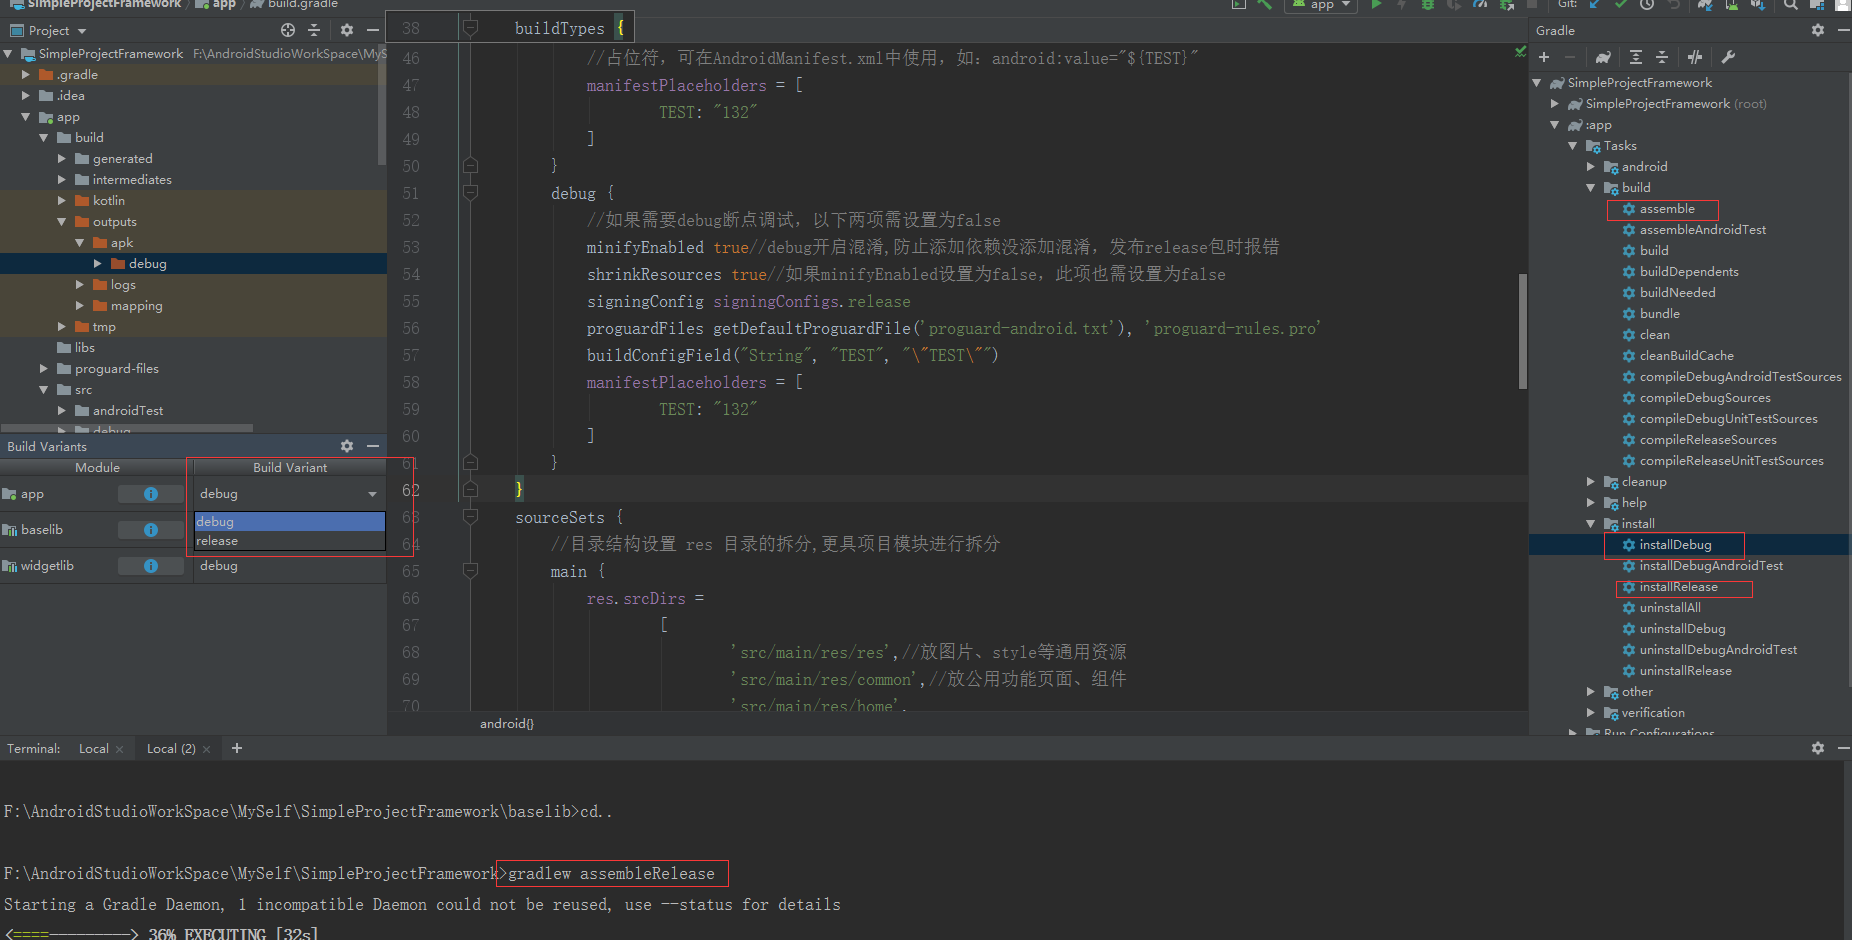 SimpleProjectFramework app build.gradle
app
Git:
Project
SimpleProjectFramework F:\AndroidStudioWorkSpace\MyS
.gradle
.idea
app
build
generated
intermediates
kotlin
outputs
apk
debug
logs
mapping
tmp
libs
proguard-files
src
androidTest
debug
Build Variants
Module Build Variant
app debug
debug
baselib
release
widgetlib debug
38 buildTypes {
46 //占位符，可在AndroidManifest.xml中使用，如：android:value="${TEST}"
47 manifestPlaceholders = [
48 TEST: "132"
49 ]
50 }
51 debug {
52 //如果需要debug断点调试，以下两项需设置为false
53 minifyEnabled true//debug开启混淆,防止添加依赖没添加混淆，发布release包时报错
54 shrinkResources true//如果minifyEnabled设置为false，此项也需设置为false
55 signingConfig signingConfigs.release
56 proguardFiles getDefaultProguardFile('proguard-android.txt'), 'proguard-rules.pro'
57 buildConfigField("String", "TEST", "\"TEST\"")
58 manifestPlaceholders = [
59 TEST: "132"
60 ]
61 }
62 }
63 sourceSets {
64 //目录结构设置 res 目录的拆分,更具项目模块进行拆分
65 main {
66 res.srcDirs =
67 [
68 'src/main/res/res',//放图片、style等通用资源
69 'src/main/res/common',//放公用功能页面、组件
70 'src/main/res/home',
android{}
Gradle
SimpleProjectFramework
SimpleProjectFramework (root)
:app
Tasks
android
build
assemble
assembleAndroidTest
build
buildDependents
buildNeeded
bundle
clean
cleanBuildCache
compileDebugAndroidTestSources
compileDebugSources
compileDebugUnitTestSources
compileReleaseSources
compileReleaseUnitTestSources
cleanup
help
install
installDebug
installDebugAndroidTest
installRelease
uninstallAll
uninstallDebug
uninstallDebugAndroidTest
uninstallRelease
other
verification
Run Configurations
Terminal: Local × Local (2) × +
F:\AndroidStudioWorkSpace\MySelf\SimpleProjectFramework\baselib>cd..
F:\AndroidStudioWorkSpace\MySelf\SimpleProjectFramework>gradlew assembleRelease
Starting a Gradle Daemon, 1 incompatible Daemon could not be reused, use --status for details
<====---------> 36% EXECUTING [32s]